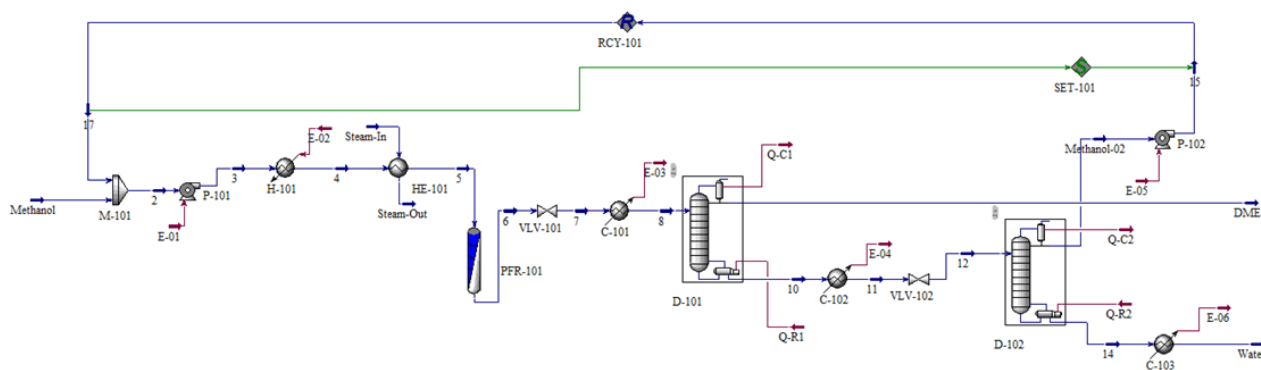 R
RCY-101
S
SET-101
15
17
Steam-In
E-02
Methanol-02
P-102
E-03
Q-C1
3
4
5
H-101
HE-101
2
P-101
E-05
Methanol
M-101
Steam-Out
DME
E-01
6
7
8
VLV-101
C-101
E-04
12
Q-C2
PFR-101
10
11
VLV-102
C-102
D-101
Q-R1
Q-R2
E-06
D-102
14
C-103
Water